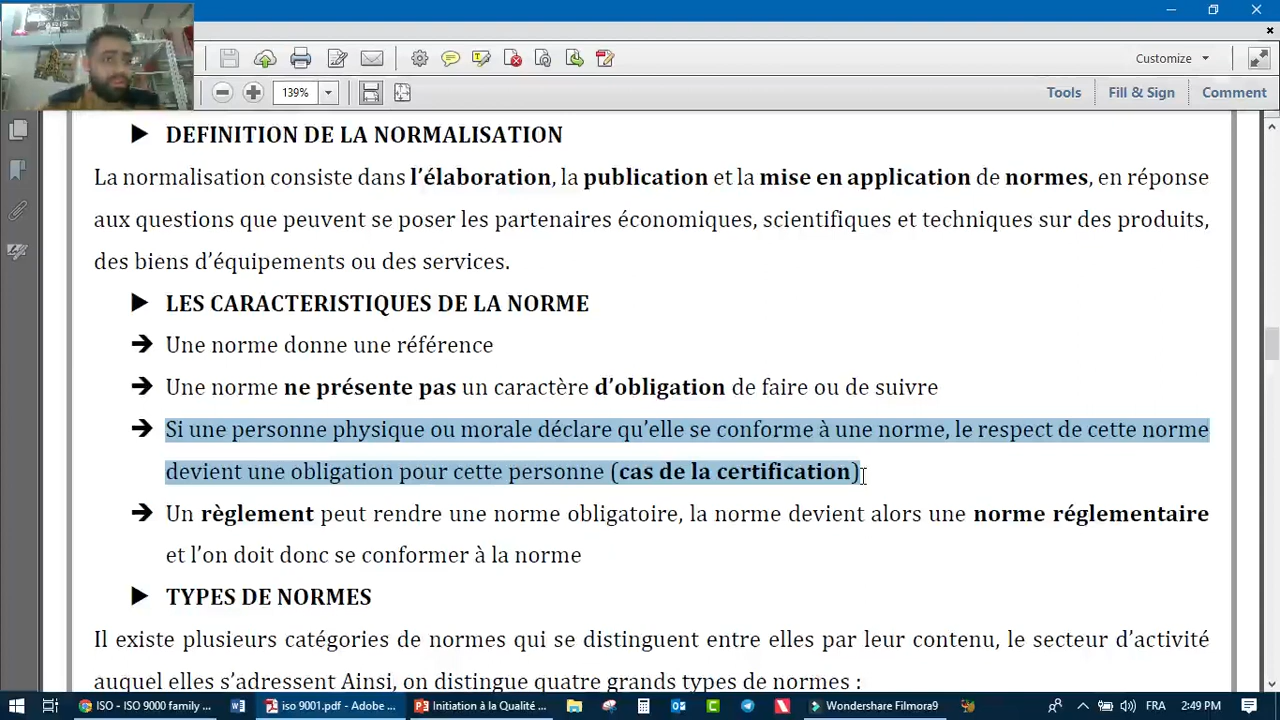 PARIS
Customize
139%
Tools
Fill & Sign
Comment
DEFINITION DE LA NORMALISATION
La normalisation consiste dans l’élaboration, la publication et la mise en application de normes, en réponse
aux questions que peuvent se poser les partenaires économiques, scientifiques et techniques sur des produits,
des biens d’équipements ou des services.
LES CARACTERISTIQUES DE LA NORME
Une norme donne une référence
Une norme ne présente pas un caractère d’obligation de faire ou de suivre
Si une personne physique ou morale déclare qu’elle se conforme à une norme, le respect de cette norme
devient une obligation pour cette personne (cas de la certification)
Un règlement peut rendre une norme obligatoire, la norme devient alors une norme réglementaire
et l’on doit donc se conformer à la norme
TYPES DE NORMES
Il existe plusieurs catégories de normes qui se distinguent entre elles par leur contenu, le secteur d’activité
auquel elles s’adressent Ainsi, on distingue quatre grands types de normes :
ISO - ISO 9000 family ...
iso 9001.pdf - Adobe ...
Initiation à la Qualité ...
Wondershare Filmora9
FR
2:49 PM